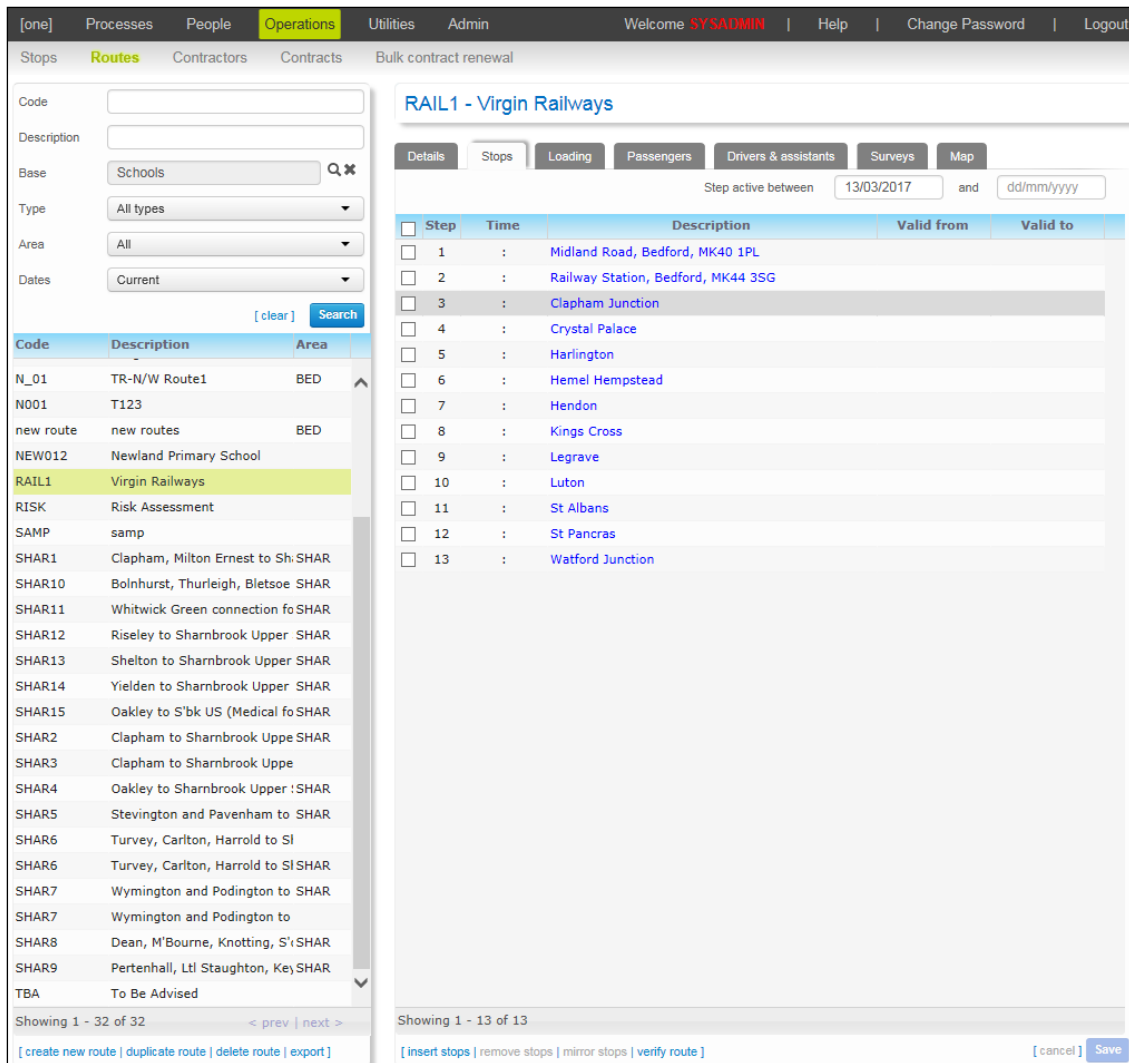 [one] Processes People Operations Utilities Admin Welcome SYSADMIN | Help | Change Password | Logout
Stops Routes Contractors Contracts Bulk contract renewal
Code
Description
Base Schools
Type All types
Area All
Dates Current
[ clear ] Search
Code Description Area
N_01 TR-N/W Route1 BED
N001 T123
new route new routes BED
NEW012 Newland Primary School
RAIL1 Virgin Railways
RISK Risk Assessment
SAMP samp
SHAR1 Clapham, Milton Ernest to Sh SHAR
SHAR10 Bolnhurst, Thurleigh, Bletsoe SHAR
SHAR11 Whitwick Green connection fo SHAR
SHAR12 Riseley to Sharnbrook Upper SHAR
SHAR13 Shelton to Sharnbrook Upper SHAR
SHAR14 Yielden to Sharnbrook Upper SHAR
SHAR15 Oakley to S'bk US (Medical fo SHAR
SHAR2 Clapham to Sharnbrook Uppe SHAR
SHAR3 Clapham to Sharnbrook Uppe
SHAR4 Oakley to Sharnbrook Upper SHAR
SHAR5 Stevington and Pavenham to SHAR
SHAR6 Turvey, Carlton, Harrold to Sl
SHAR6 Turvey, Carlton, Harrold to Sl SHAR
SHAR7 Wymington and Podington to SHAR
SHAR7 Wymington and Podington to
SHAR8 Dean, M'Bourne, Knotting, S' SHAR
SHAR9 Pertenhall, Ltl Staughton, Key SHAR
TBA To Be Advised
Showing 1 - 32 of 32 < prev | next >
[ create new route | duplicate route | delete route | export ]
RAIL1 - Virgin Railways
Details Stops Loading Passengers Drivers & assistants Surveys Map
Step active between 13/03/2017 and dd/mm/yyyy
Step Time Description Valid from Valid to
1 : Midland Road, Bedford, MK40 1PL
2 : Railway Station, Bedford, MK44 3SG
3 : Clapham Junction
4 : Crystal Palace
5 : Harlington
6 : Hemel Hempstead
7 : Hendon
8 : Kings Cross
9 : Legrave
10 : Luton
11 : St Albans
12 : St Pancras
13 : Watford Junction
Showing 1 - 13 of 13
[ insert stops | remove stops | mirror stops | verify route ] [ cancel ] Save